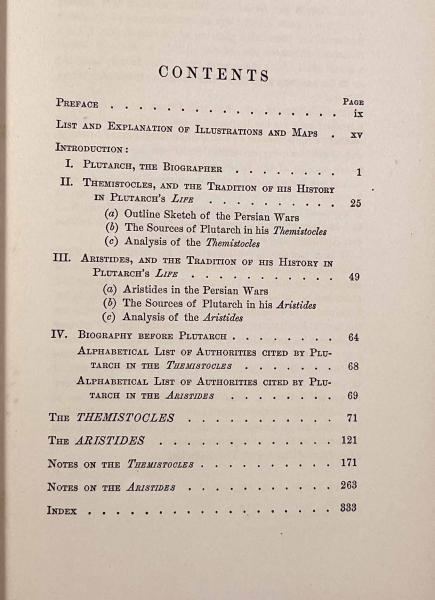 CONTENTS
PAGE
PREFACE . . . . . . . . . . . . . . . . ix
LIST AND EXPLANATION OF ILLUSTRATIONS AND MAPS . xv
INTRODUCTION:
I. PLUTARCH, THE BIOGRAPHER . . . . . . . . 1
II. THEMISTOCLES, AND THE TRADITION OF HIS HISTORY
IN PLUTARCH'S LIFE . . . . . . . . . . 25
(a) Outline Sketch of the Persian Wars
(b) The Sources of Plutarch in his Themistocles
(c) Analysis of the Themistocles
III. ARISTIDES, AND THE TRADITION OF HIS HISTORY IN
PLUTARCH'S LIFE . . . . . . . . . . . 49
(a) Aristides in the Persian Wars
(b) The Sources of Plutarch in his Aristides
(c) Analysis of the Aristides
IV. BIOGRAPHY BEFORE PLUTARCH . . . . . . . . 64
ALPHABETICAL LIST OF AUTHORITIES CITED BY PLU-
TARCH IN THE THEMISTOCLES . . . . . . . 68
ALPHABETICAL LIST OF AUTHORITIES CITED BY PLU-
TARCH IN THE ARISTIDES . . . . . . . . 69
THE THEMISTOCLES . . . . . . . . . . . . 71
THE ARISTIDES . . . . . . . . . . . . . 121
NOTES ON THE THEMISTOCLES . . . . . . . . . . 171
NOTES ON THE ARISTIDES . . . . . . . . . . . 263
INDEX . . . . . . . . . . . . . . . . . 333